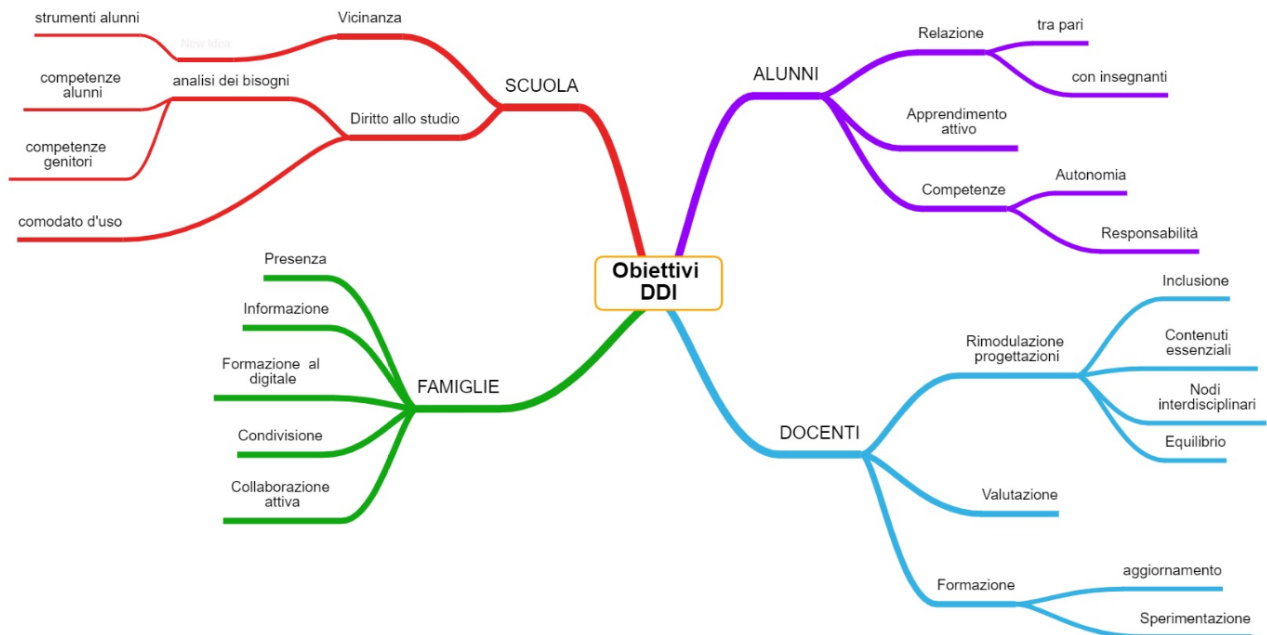 strumenti alunni
New Idea
Vicinanza
competenze
alunni
analisi dei bisogni
SCUOLA
Diritto allo studio
competenze
genitori
comodato d'uso
ALUNNI
Relazione
tra pari
con insegnanti
Apprendimento
attivo
Competenze
Autonomia
Responsabilità
Obiettivi
DDI
Presenza
Informazione
Formazione al
digitale
FAMIGLIE
Condivisione
Collaborazione
attiva
DOCENTI
Rimodulazione
progettazioni
Inclusione
Contenuti
essenziali
Nodi
interdisciplinari
Equilibrio
Valutazione
Formazione
aggiornamento
Sperimentazione